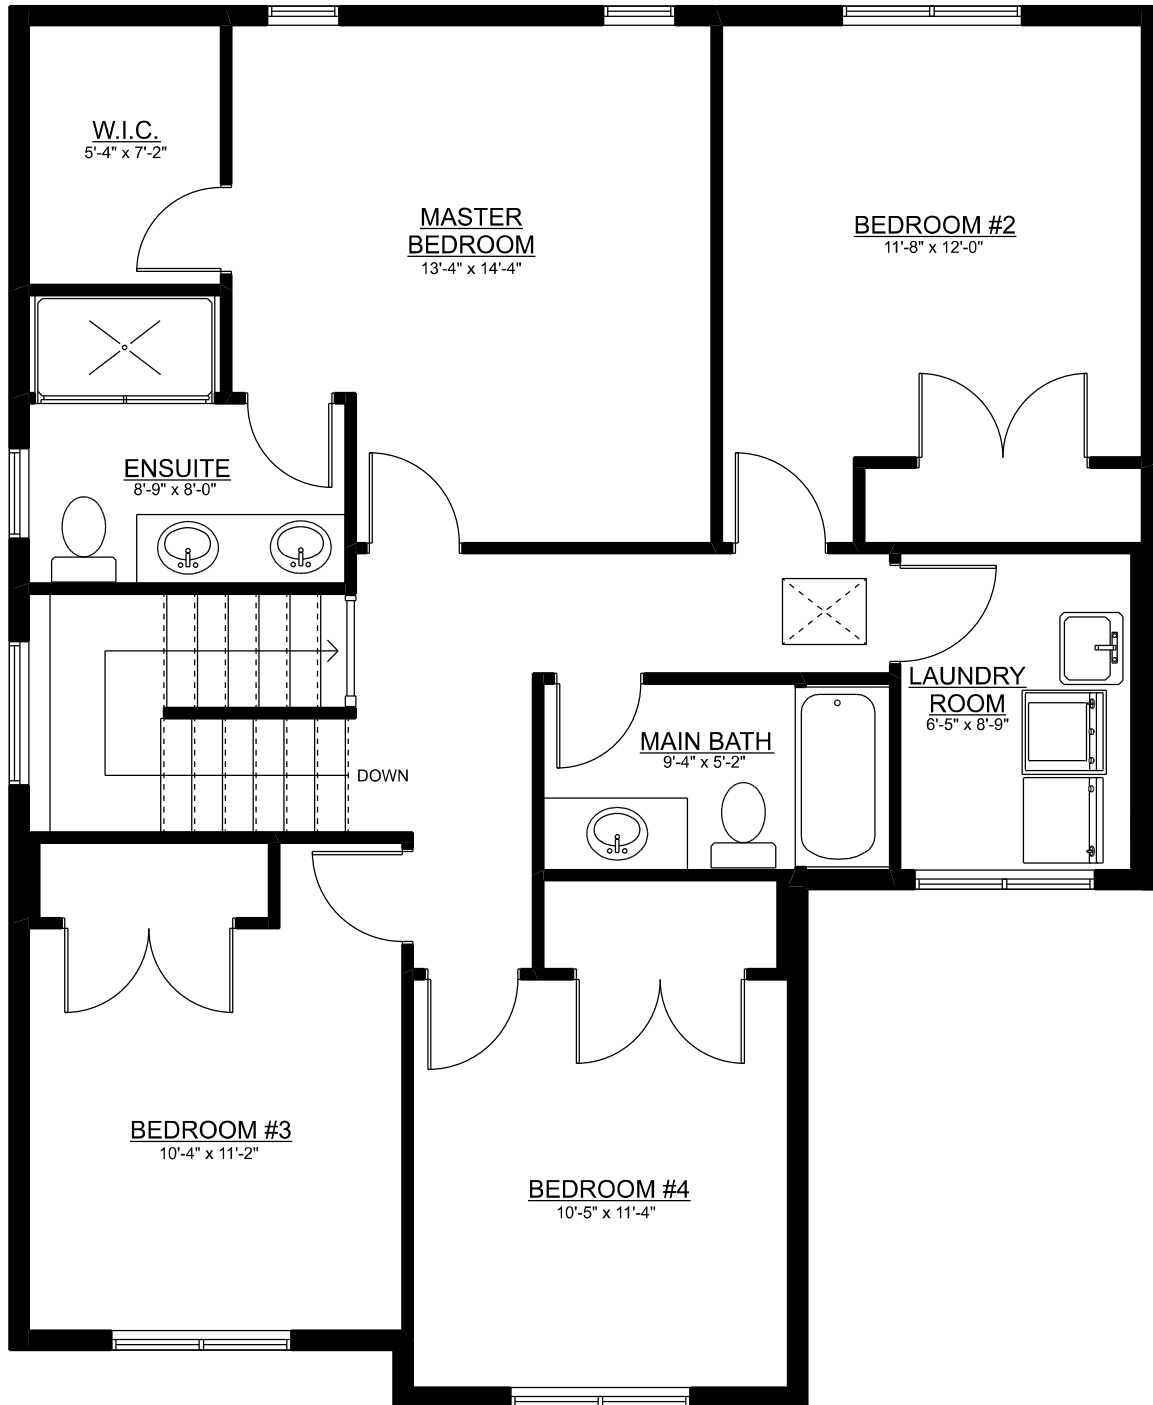 W.I.C.
5'-4" x 7'-2"
MASTER
BEDROOM
13'-4" x 14'-4"
BEDROOM #2
11'-8" x 12'-0"
ENSUITE
8'-9" x 8'-0"
LAUNDRY
ROOM
6'-5" x 8'-9"
MAIN BATH
9'-4" x 5'-2"
DOWN
BEDROOM #3
10'-4" x 11'-2"
BEDROOM #4
10'-5" x 11'-4"